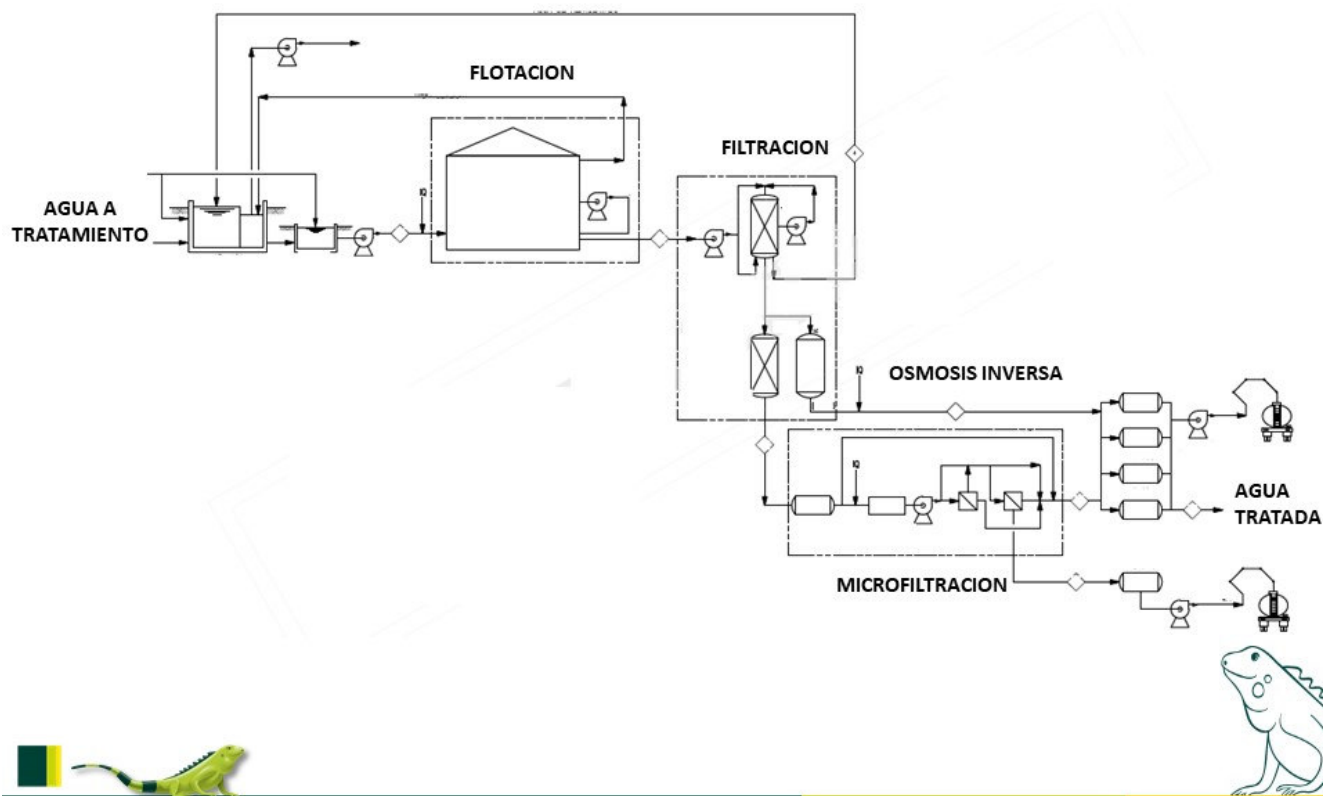 FLOTACION
FILTRACION
AGUA A
TRATAMIENTO
OSMOSIS INVERSA
AGUA
TRATADA
MICROFILTRACION